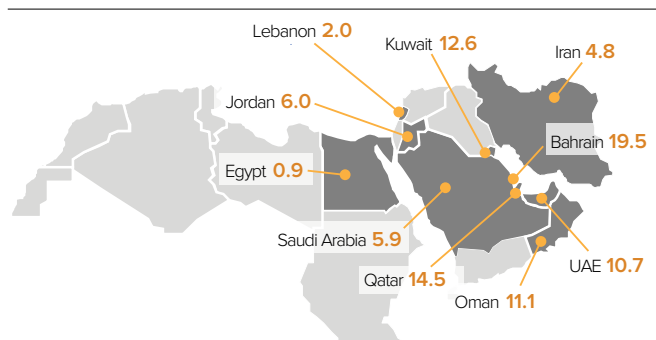 Lebanon 2.0
Kuwait 12.6
Iran 4.8
Jordan 6.0
Bahrain 19.5
Egypt 0.9
Saudi Arabia 5.9
UAE 10.7
Qatar 14.5
Oman 11.1